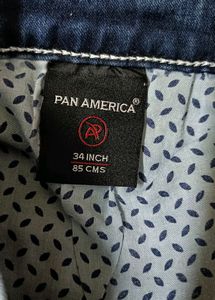 PAN AMERICA®
34 INCH
85 CMS